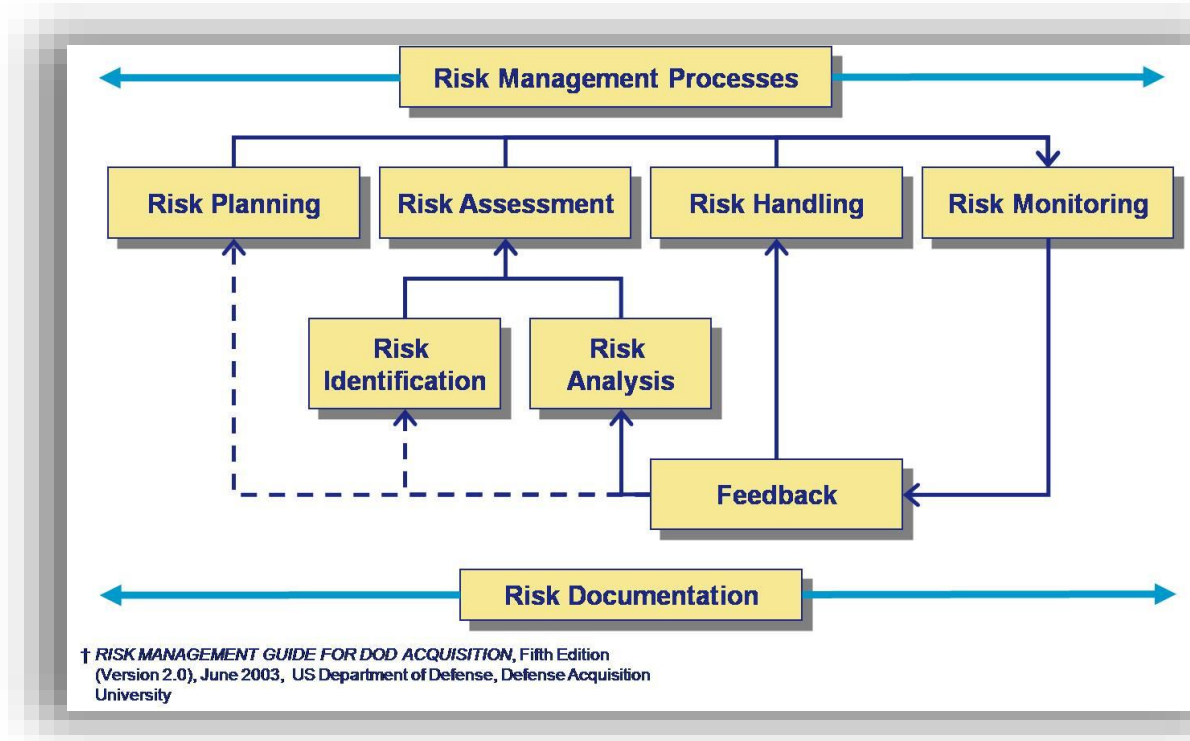 Risk Management Processes
Risk Planning
Risk Assessment
Risk Handling
Risk Monitoring
Risk
Identification
Risk
Analysis
Feedback
Risk Documentation
† RISK MANAGEMENT GUIDE FOR DOD ACQUISITION, Fifth Edition
(Version 2.0), June 2003, US Department of Defense, Defense Acquisition
University